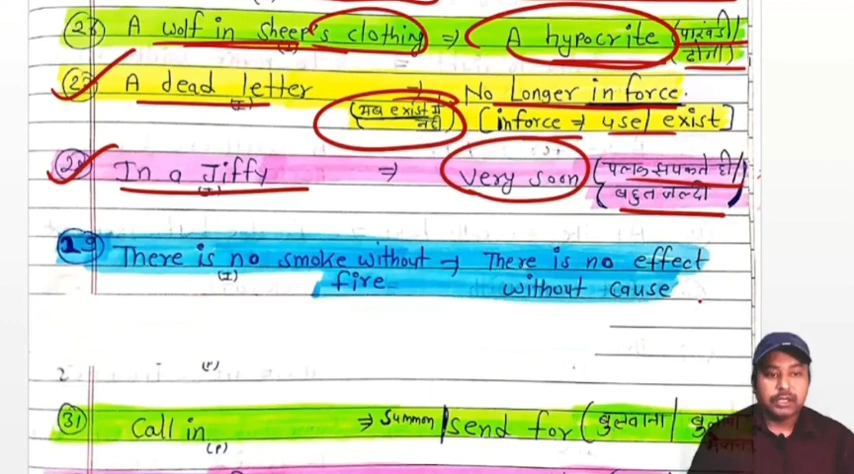 (26) A wolf in sheep's clothing ⇒ A hypocrite (पाखंडी/
(I) ढोंगी)
(27) A dead letter → No Longer in force.
(I) (अब exist में नहीं) [inforce ⇒ use/exist]
(28) In a Jiffy ⇒ very soon (पलक झपकते ही/
(I) बहुत जल्दी)
29 There is no smoke without → There is no effect
(I) fire without cause
(P)
(31) Call in ⇒ Summon/send for (बुलवाना/
(P)